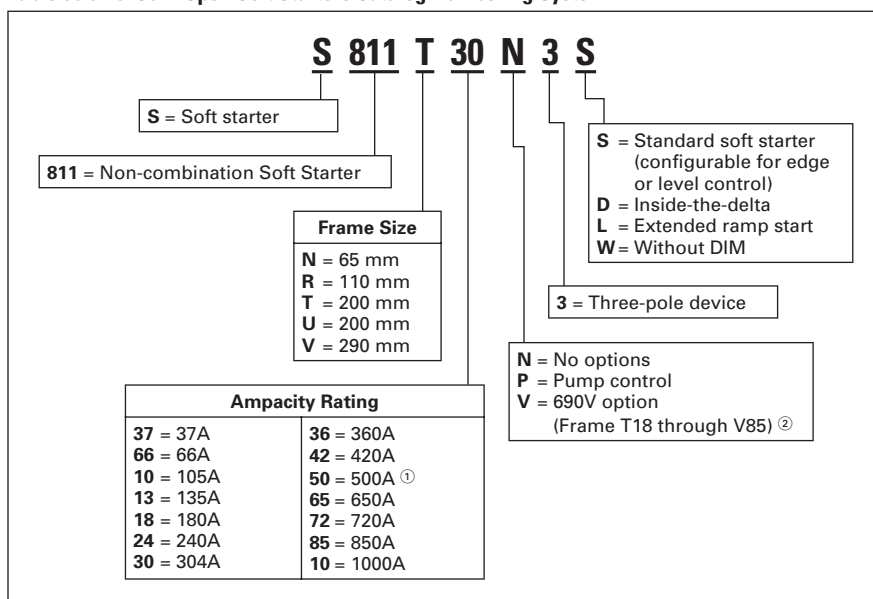 S 811 T 30 N 3 S
S = Soft starter
811 = Non-combination Soft Starter
Frame Size
N = 65 mm
R = 110 mm
T = 200 mm
U = 200 mm
V = 290 mm
Ampacity Rating
37 = 37A
66 = 66A
10 = 105A
13 = 135A
18 = 180A
24 = 240A
30 = 304A
36 = 360A
42 = 420A
50 = 500A ①
65 = 650A
72 = 720A
85 = 850A
10 = 1000A
N = No options
P = Pump control
V = 690V option
(Frame T18 through V85) ②
3 = Three-pole device
S = Standard soft starter
(configurable for edge
or level control)
D = Inside-the-delta
L = Extended ramp start
W = Without DIM